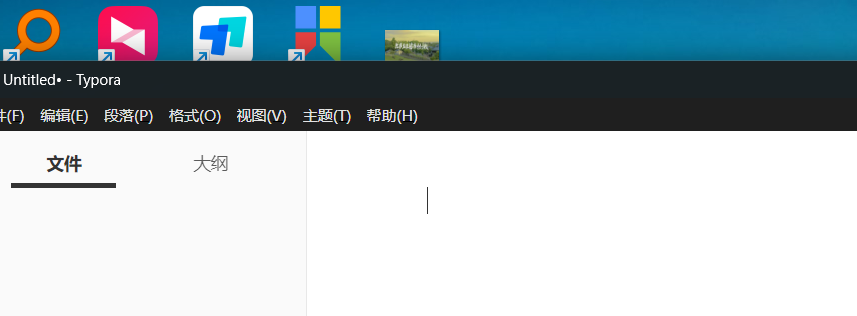 Untitled• - Typora
件(F) 编辑(E) 段落(P) 格式(O) 视图(V) 主题(T) 帮助(H)
文件 大纲